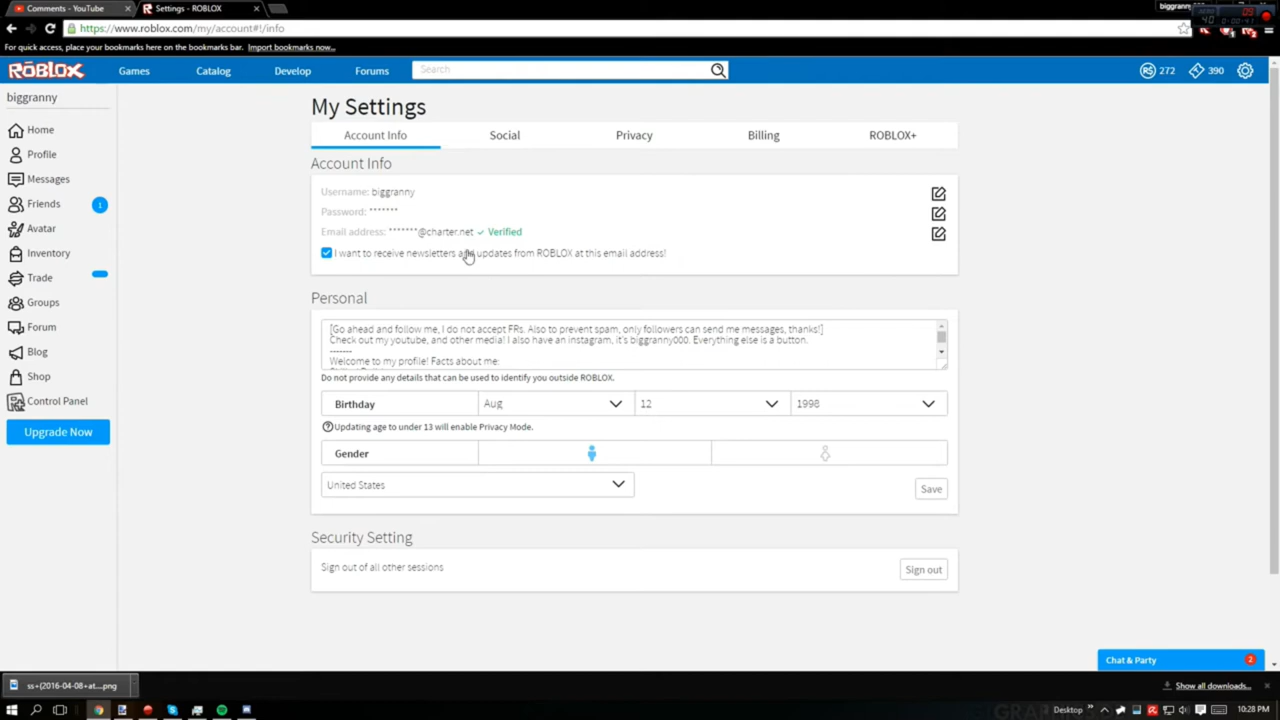 Comments - YouTube
Settings - ROBLOX
biggranny
https://www.roblox.com/my/account#!/info
For quick access, place your bookmarks here on the bookmarks bar. Import bookmarks now...
ROBLOX
Games
Catalog
Develop
Forums
Search
272
390
biggranny
Home
Profile
Messages
Friends
1
Avatar
Inventory
Trade
Groups
Forum
Blog
Shop
Control Panel
Upgrade Now
My Settings
Account Info
Social
Privacy
Billing
ROBLOX+
Account Info
Username: biggranny
Password: *******
Email address: *******@charter.net ✓ Verified
I want to receive newsletters and updates from ROBLOX at this email address!
Personal
[Go ahead and follow me, I do not accept FRs. Also to prevent spam, only followers can send me messages, thanks!]
Check out my youtube, and other media! I also have an instagram, it's biggranny000. Everything else is a button.
-------
Welcome to my profile! Facts about me:
Do not provide any details that can be used to identify you outside ROBLOX.
Birthday
Aug
12
1998
Updating age to under 13 will enable Privacy Mode.
Gender
United States
Save
Security Setting
Sign out of all other sessions
Sign out
Chat & Party
2
ss+(2016-04-08+at....png
Show all downloads...
Desktop
10:28 PM